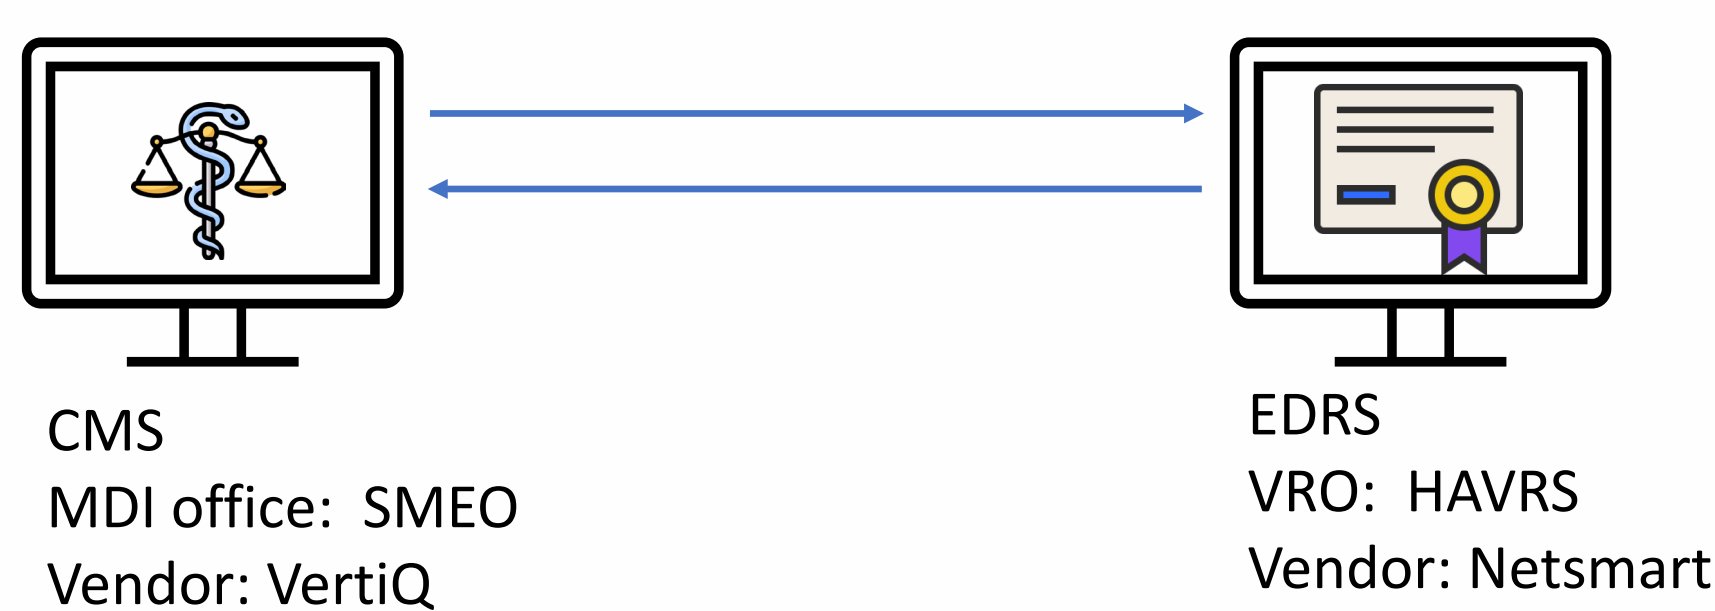 CMS
MDI office:  SMEO
Vendor: VertiQ
EDRS
VRO:  HAVRS
Vendor: Netsmart